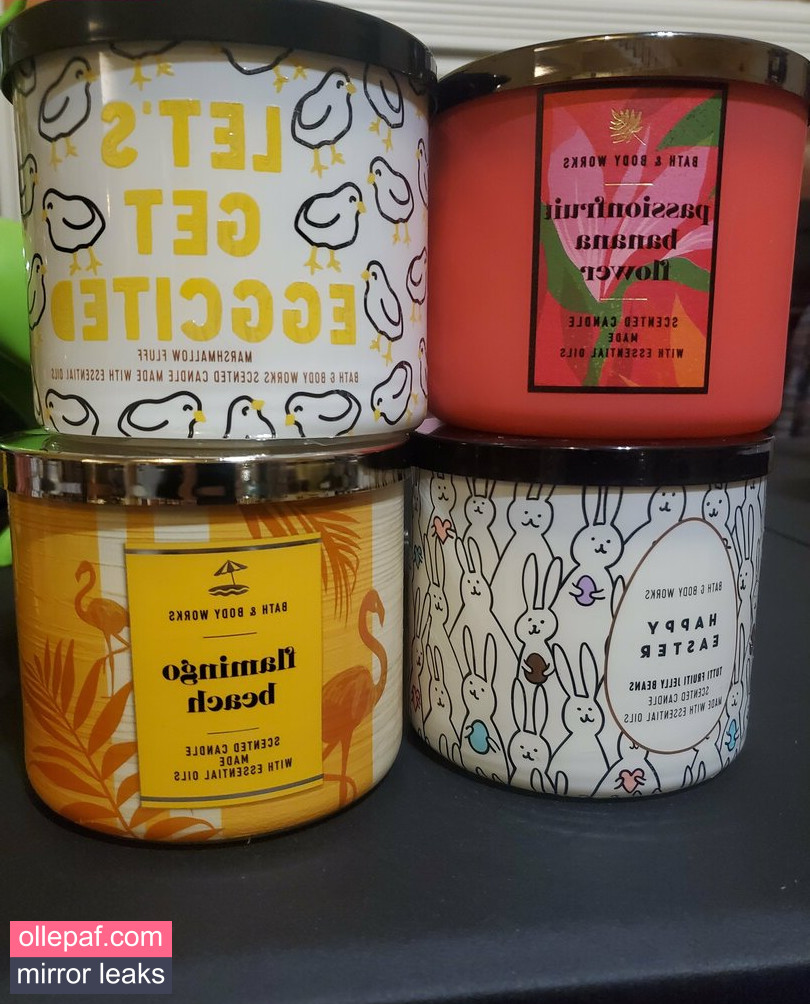 LET'S
GET
EGGCITED
MARSHMALLOW FLUFF
BATH & BODY WORKS SCENTED CANDLE MADE WITH ESSENTIAL OILS
BATH & BODY WORKS
passionfruit
banana
flower
SCENTED CANDLE
MADE
WITH ESSENTIAL OILS
BATH & BODY WORKS
flamingo
beach
SCENTED CANDLE
MADE
WITH ESSENTIAL OILS
BATH & BODY WORKS
HAPPY
EASTER
TUTTI FRUITI JELLY BEANS
SCENTED CANDLE
MADE WITH ESSENTIAL OILS
ollepaf.com
mirror leaks